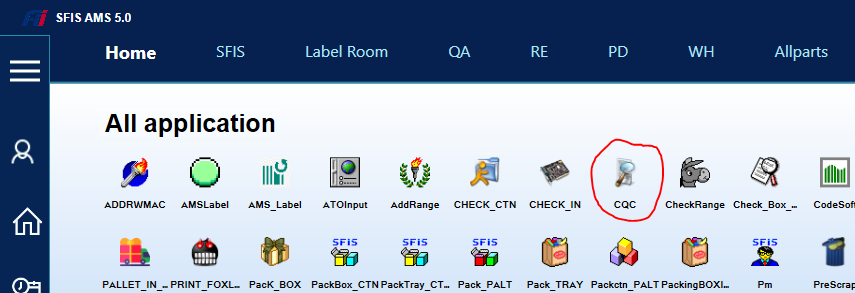 SFIS AMS 5.0
Home SFIS Label Room QA RE PD WH Allparts
All application
ADDRWMAC AMSLabel AMS_Label ATOInput AddRange CHECK_CTN CHECK_IN CQC CheckRange Check_Box_... CodeSoft
SFIS SFIS SFIS SFIS
PALLET_IN_... PRINT_FOXL... PacK_BOX PackBox_CTN PackTray_CT... Pack_PALT Pack_TRAY Packctn_PALT PackingBOXI... Pm PreScrap